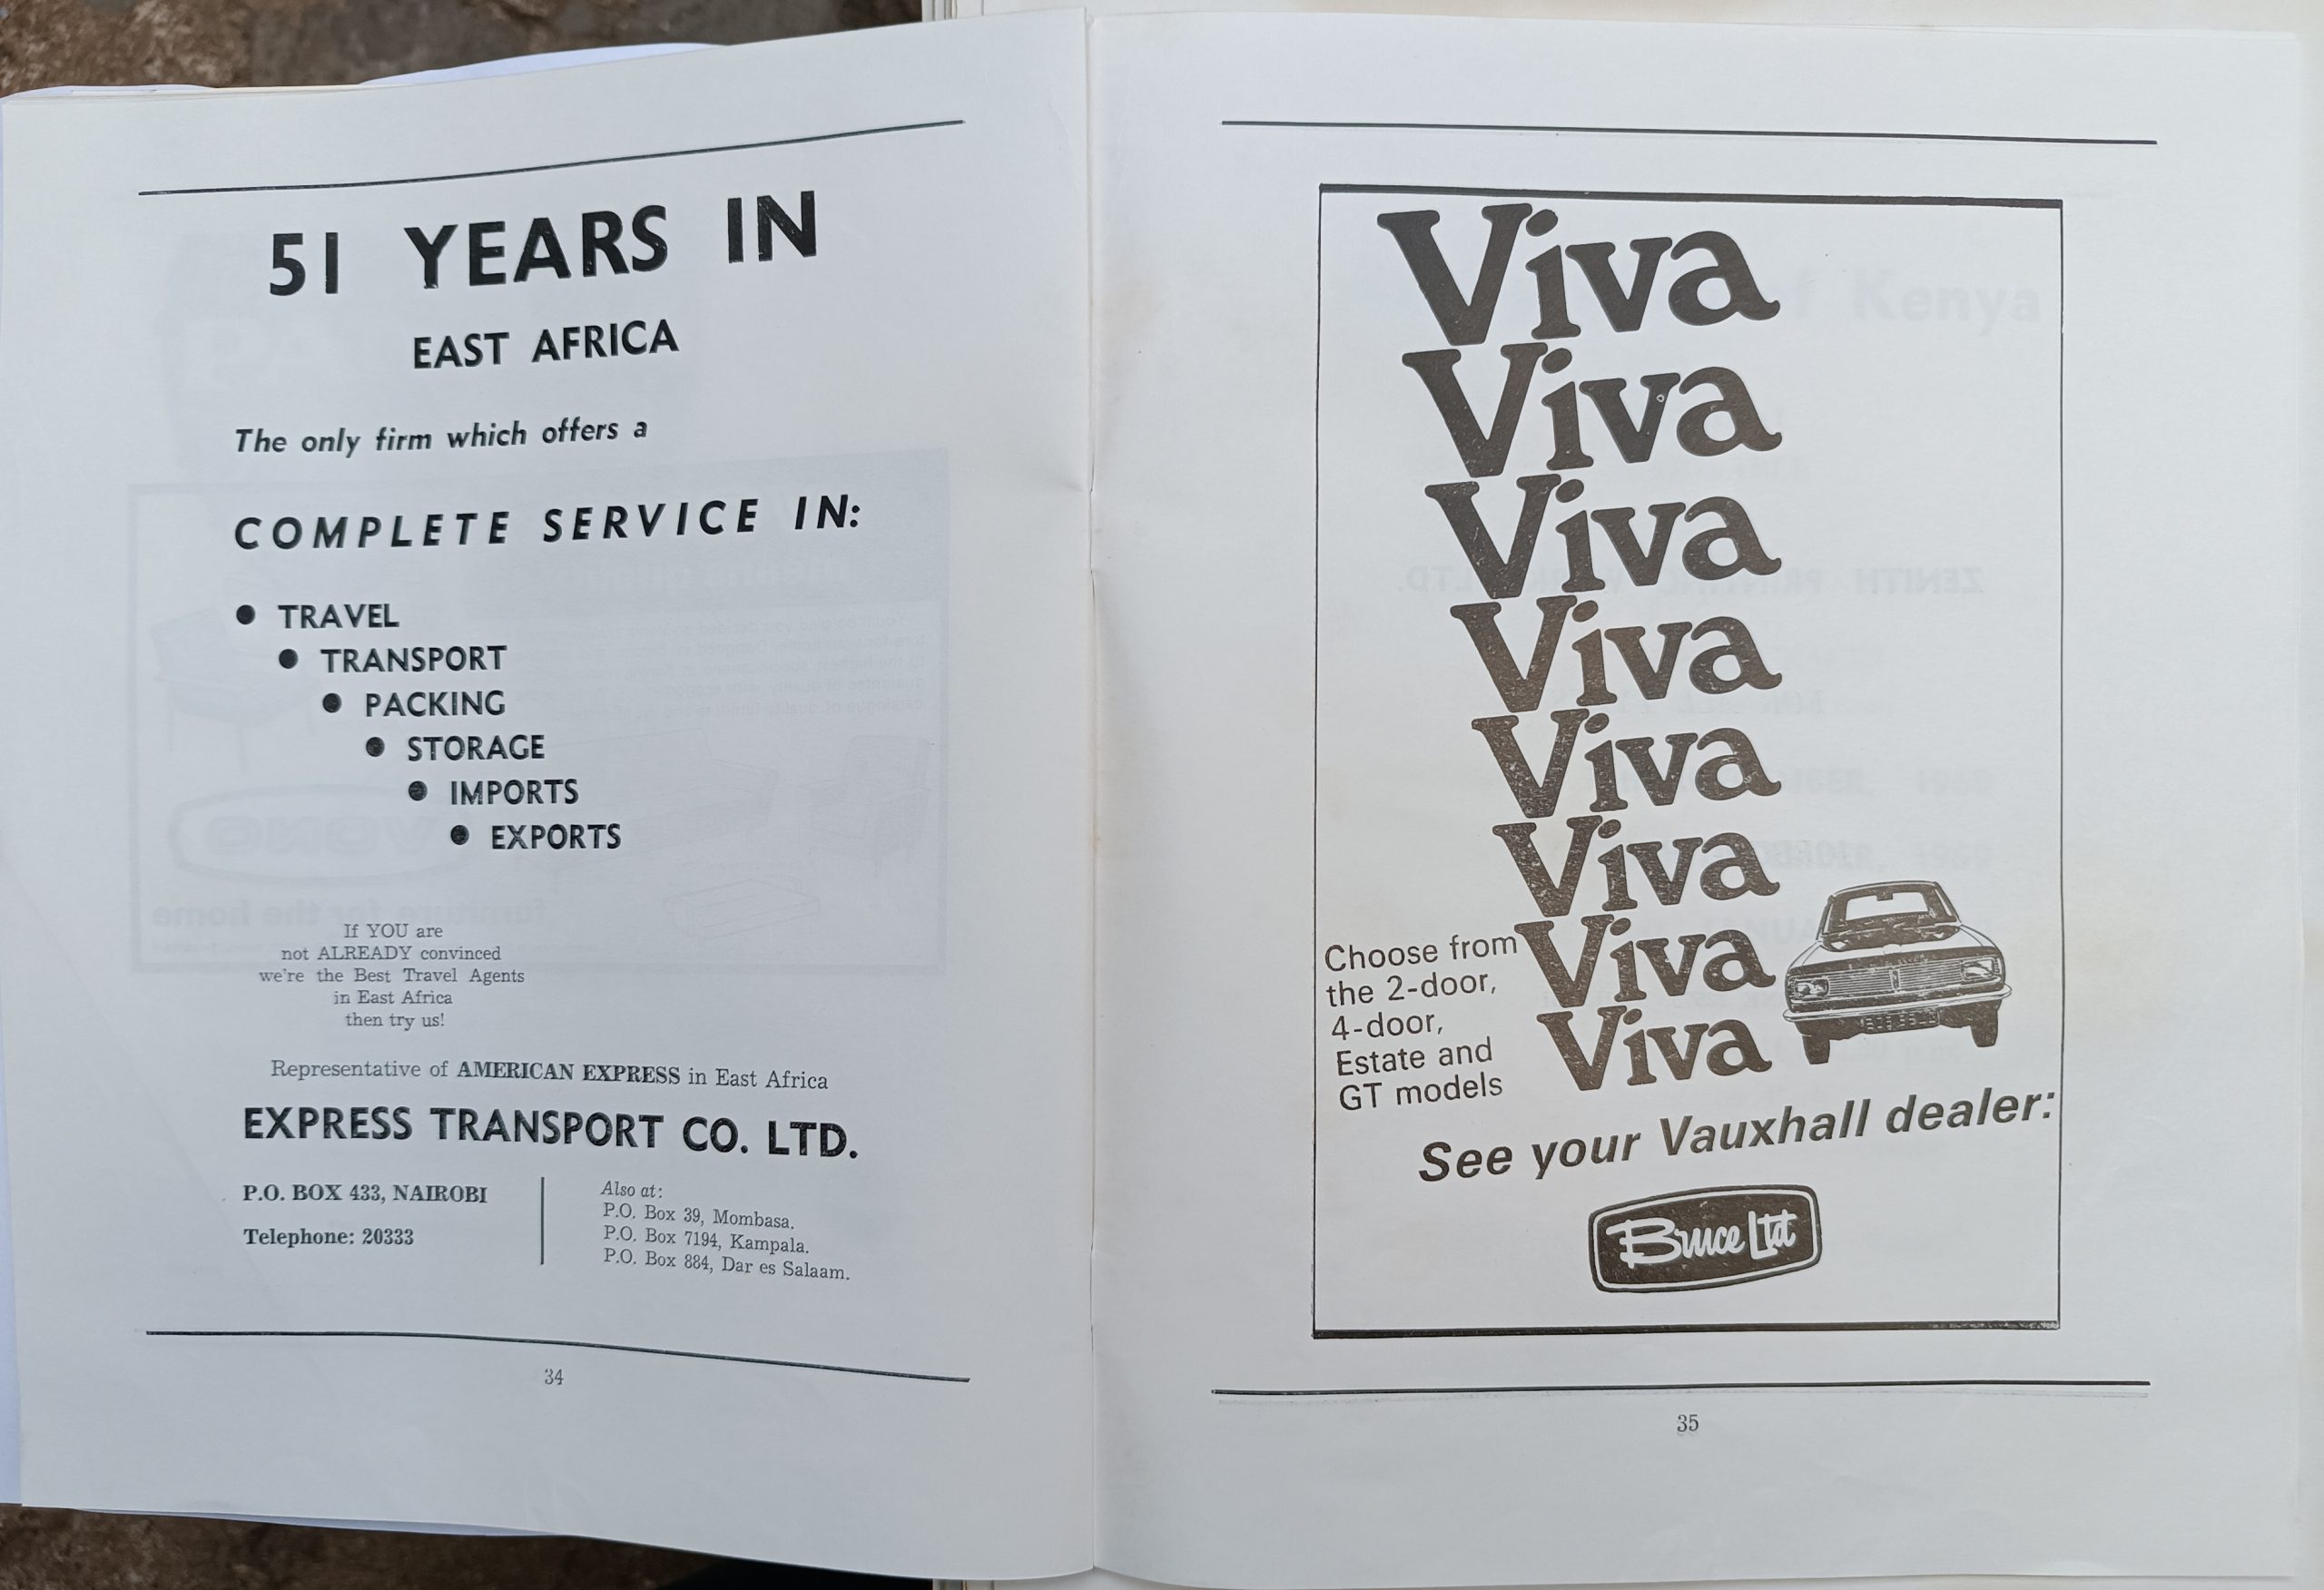 51 YEARS IN
EAST AFRICA
The only firm which offers a
COMPLETE SERVICE IN:
● TRAVEL
● TRANSPORT
● PACKING
● STORAGE
● IMPORTS
● EXPORTS
If YOU are
not ALREADY convinced
we're the Best Travel Agents
in East Africa
then try us!
Representative of AMERICAN EXPRESS in East Africa
EXPRESS TRANSPORT CO. LTD.
P.O. BOX 433, NAIROBI
Telephone: 20333
Also at:
P.O. Box 39, Mombasa.
P.O. Box 7194, Kampala.
P.O. Box 884, Dar es Salaam.
34
Viva
Viva
Viva
Viva
Viva
Viva
Viva
Viva
Choose from
the 2-door,
4-door,
Estate and
GT models
See your Vauxhall dealer:
Bruce Ltd
35